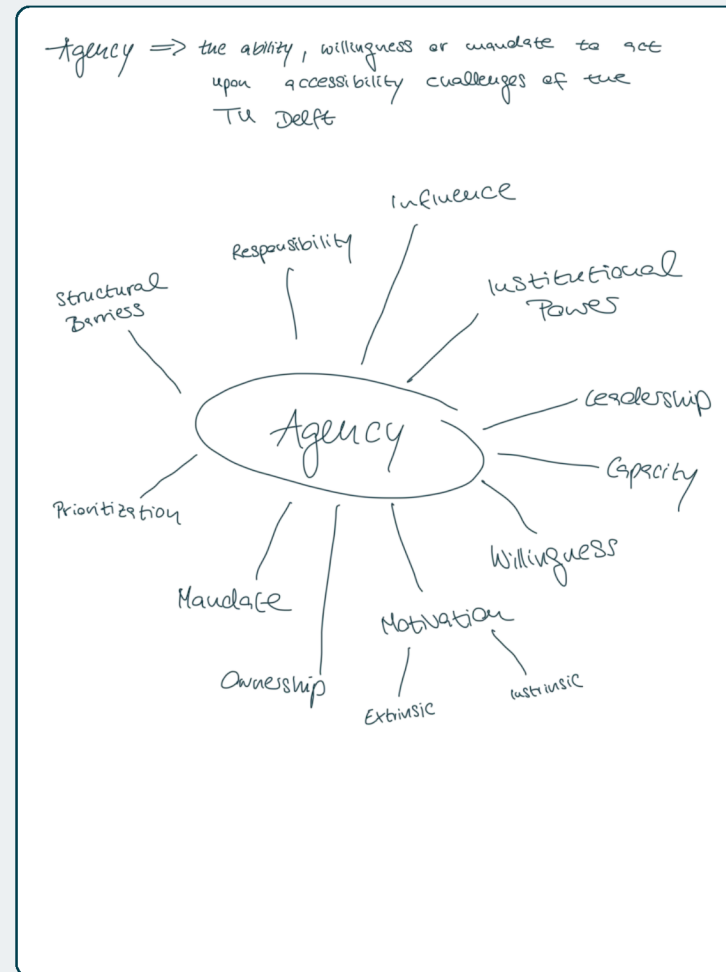 Agency => the ability, willingness or mandate to act
upon accessibility challenges of the
TU Delft
Influence
Responsibility
Institutional
Power
Structural
Barriers
Leadership
Agency
Capacity
Prioritization
Willingness
Mandate
Motivation
Ownership
Extrinsic
Instrinsic